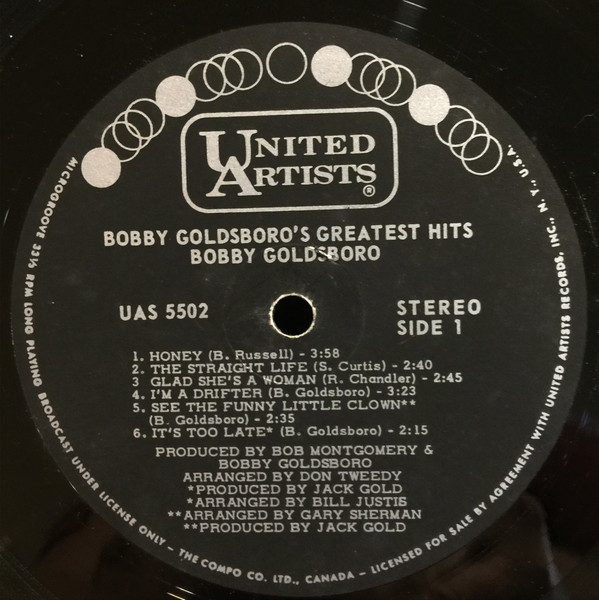 UNITED
ARTISTS®
BOBBY GOLDSBORO'S GREATEST HITS
BOBBY GOLDSBORO
UAS 5502
STEREO
SIDE 1
1. HONEY (B. Russell) - 3:58
2. THE STRAIGHT LIFE (S. Curtis) - 2:40
3 GLAD SHE'S A WOMAN (R. Chandler) - 2:45
4. I'M A DRIFTER (B. Goldsboro) - 3:23
5. SEE THE FUNNY LITTLE CLOWN**
(B. Goldsboro) - 2:35
6. IT'S TOO LATE* (B. Goldsboro) - 2:15
PRODUCED BY BOB MONTGOMERY &
BOBBY GOLDSBORO
ARRANGED BY DON TWEEDY
*PRODUCED BY JACK GOLD
*ARRANGED BY BILL JUSTIS
**ARRANGED BY GARY SHERMAN
**PRODUCED BY JACK GOLD
MICROGROOVE 33⅓ RPM LONG PLAYING BROADCAST UNDER LICENSE ONLY - THE COMPO CO. LTD., CANADA - LICENSED FOR SALE BY AGREEMENT WITH UNITED ARTISTS RECORDS, INC., N. Y., U.S.A.